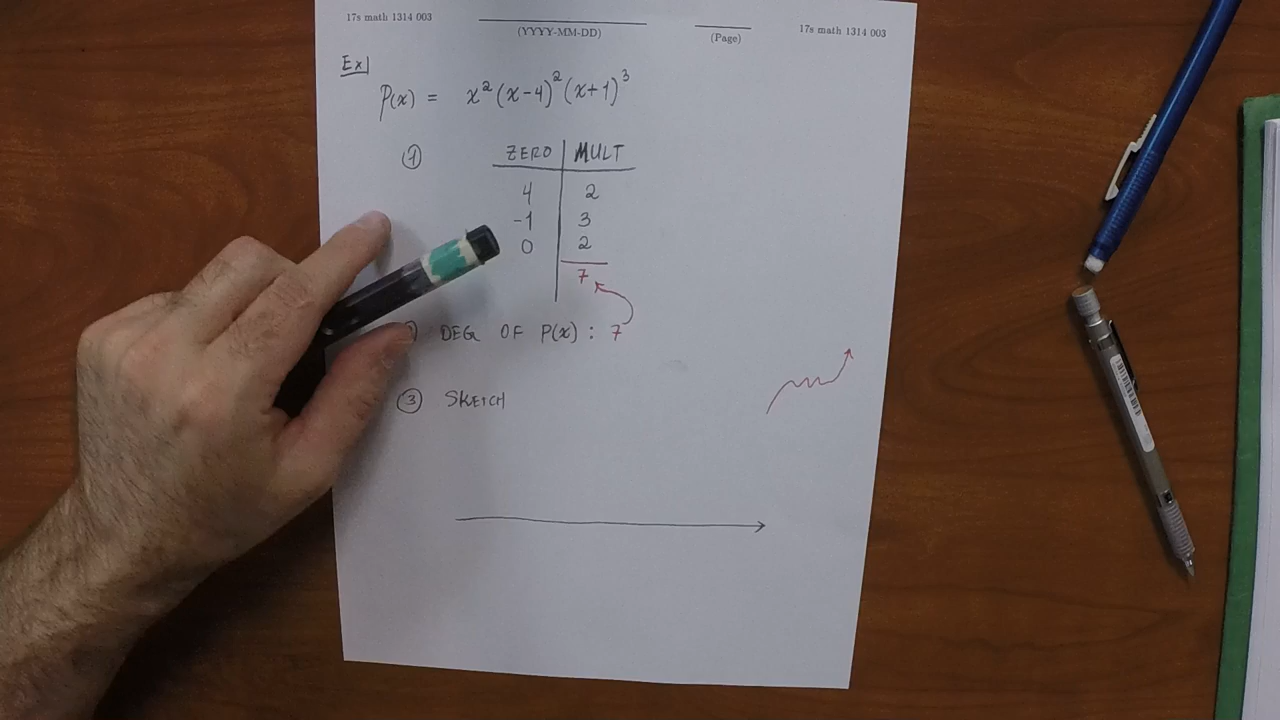 17s math 1314 003 (YYYY-MM-DD) (Page) 17s math 1314 003
Ex1
P(x) = x²(x-4)²(x+1)³
① ZERO MULT
4 2
-1 3
0 2
7
DEG OF P(x): 7
③ SKETCH